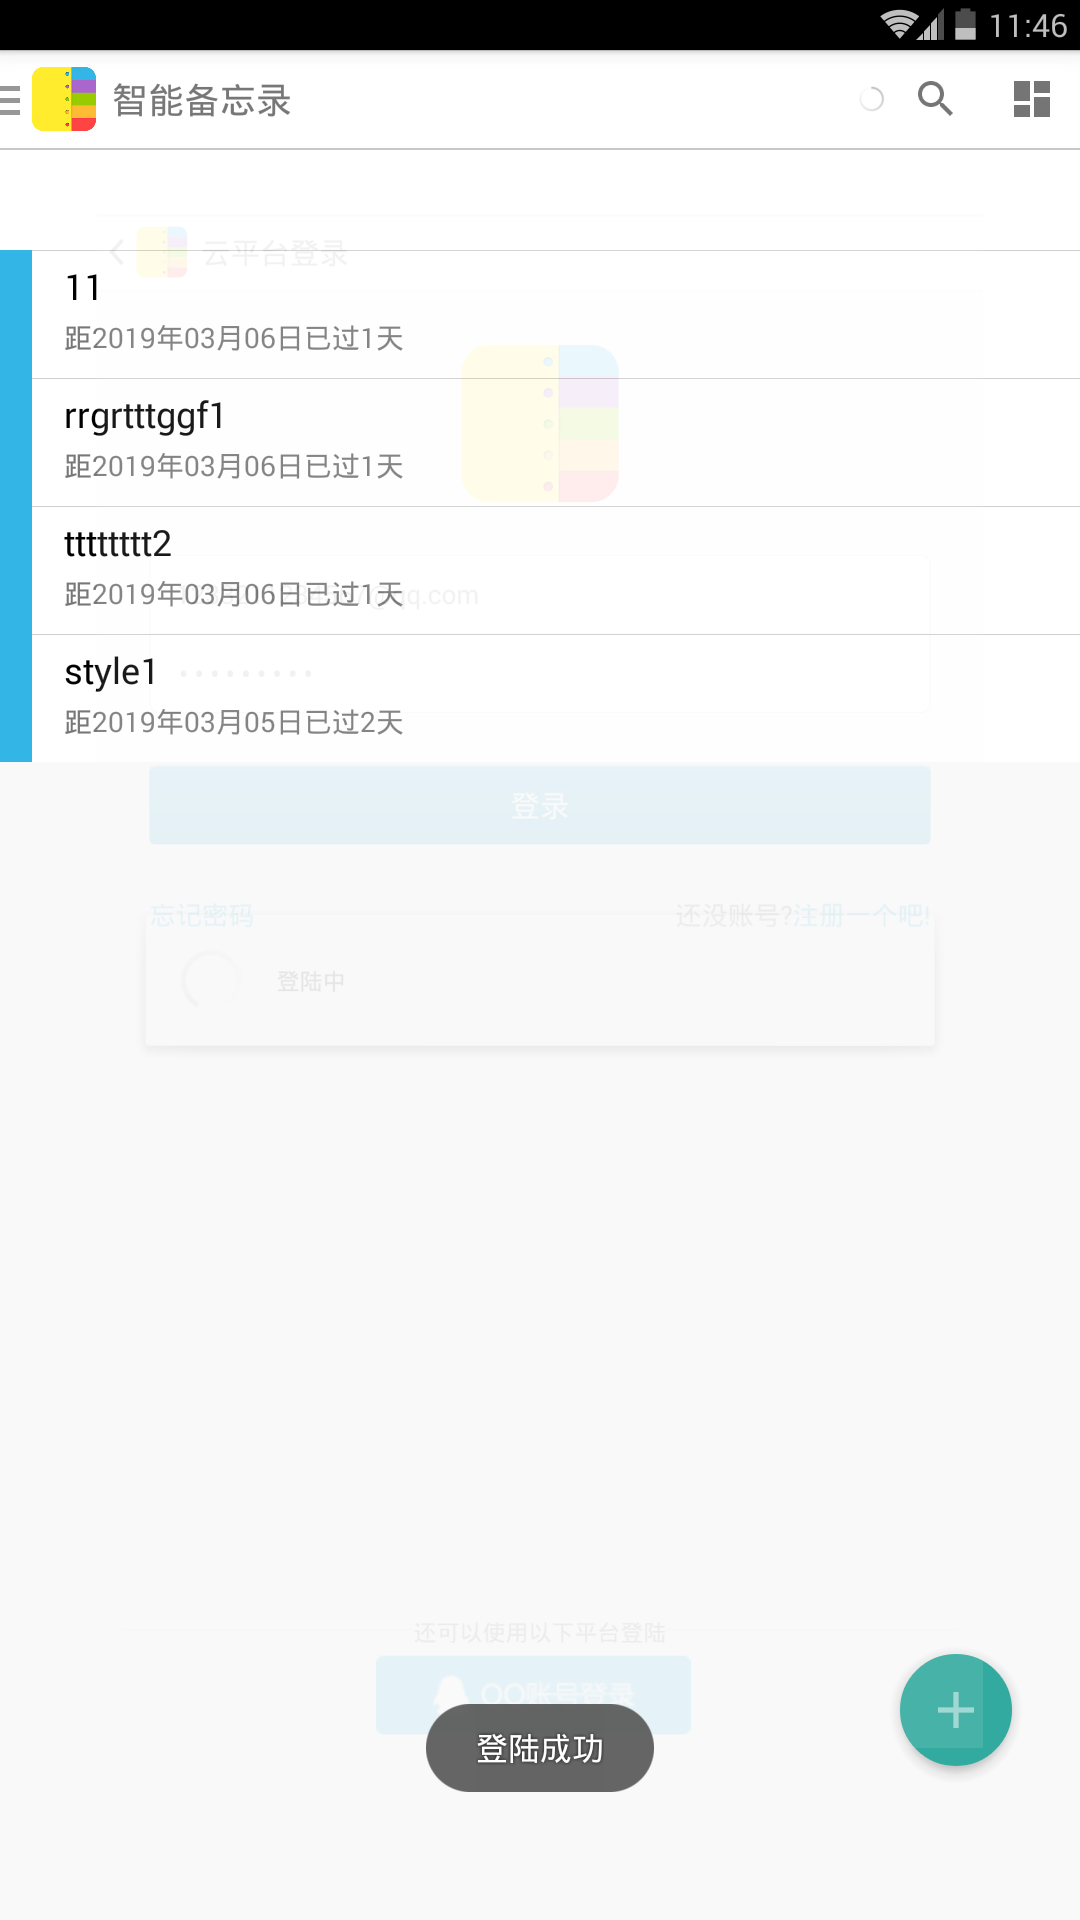 11:46
智能备忘录
云平台登录
11
距2019年03月06日已过1天
rrgrtttggf1
距2019年03月06日已过1天
tttttttt2
距2019年03月06日已过1天
qq.com
style1
距2019年03月05日已过2天
登录
忘记密码
还没账号?注册一个吧!
登陆中
还可以使用以下平台登陆
QQ账号登录
登陆成功